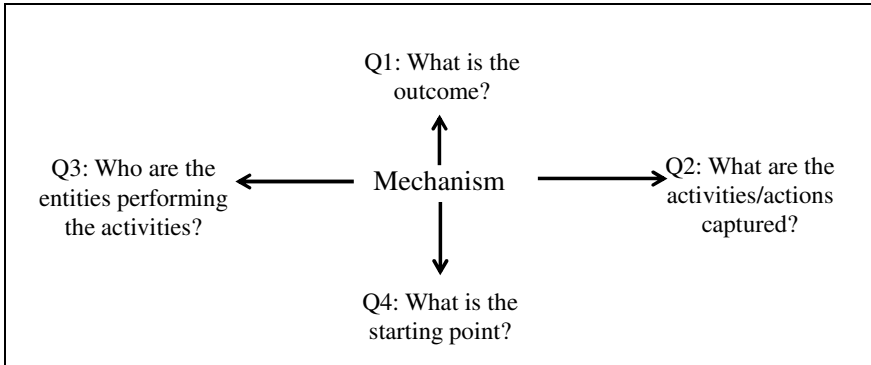 Q1: What is the
outcome?
Q3: Who are the
entities performing
the activities?
Mechanism
Q2: What are the
activities/actions
captured?
Q4: What is the
starting point?